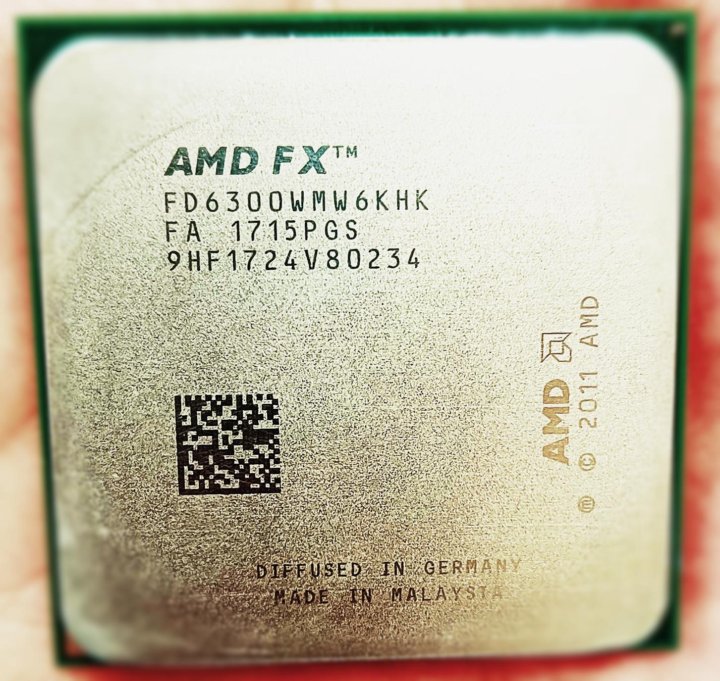 AMD FX™
FD6300WMW6KHK
FA 1715PGS
9HF1724V80234
AMD
ⓜ © 2011 AMD
DIFFUSED IN GERMANY
MADE IN MALAYSIA